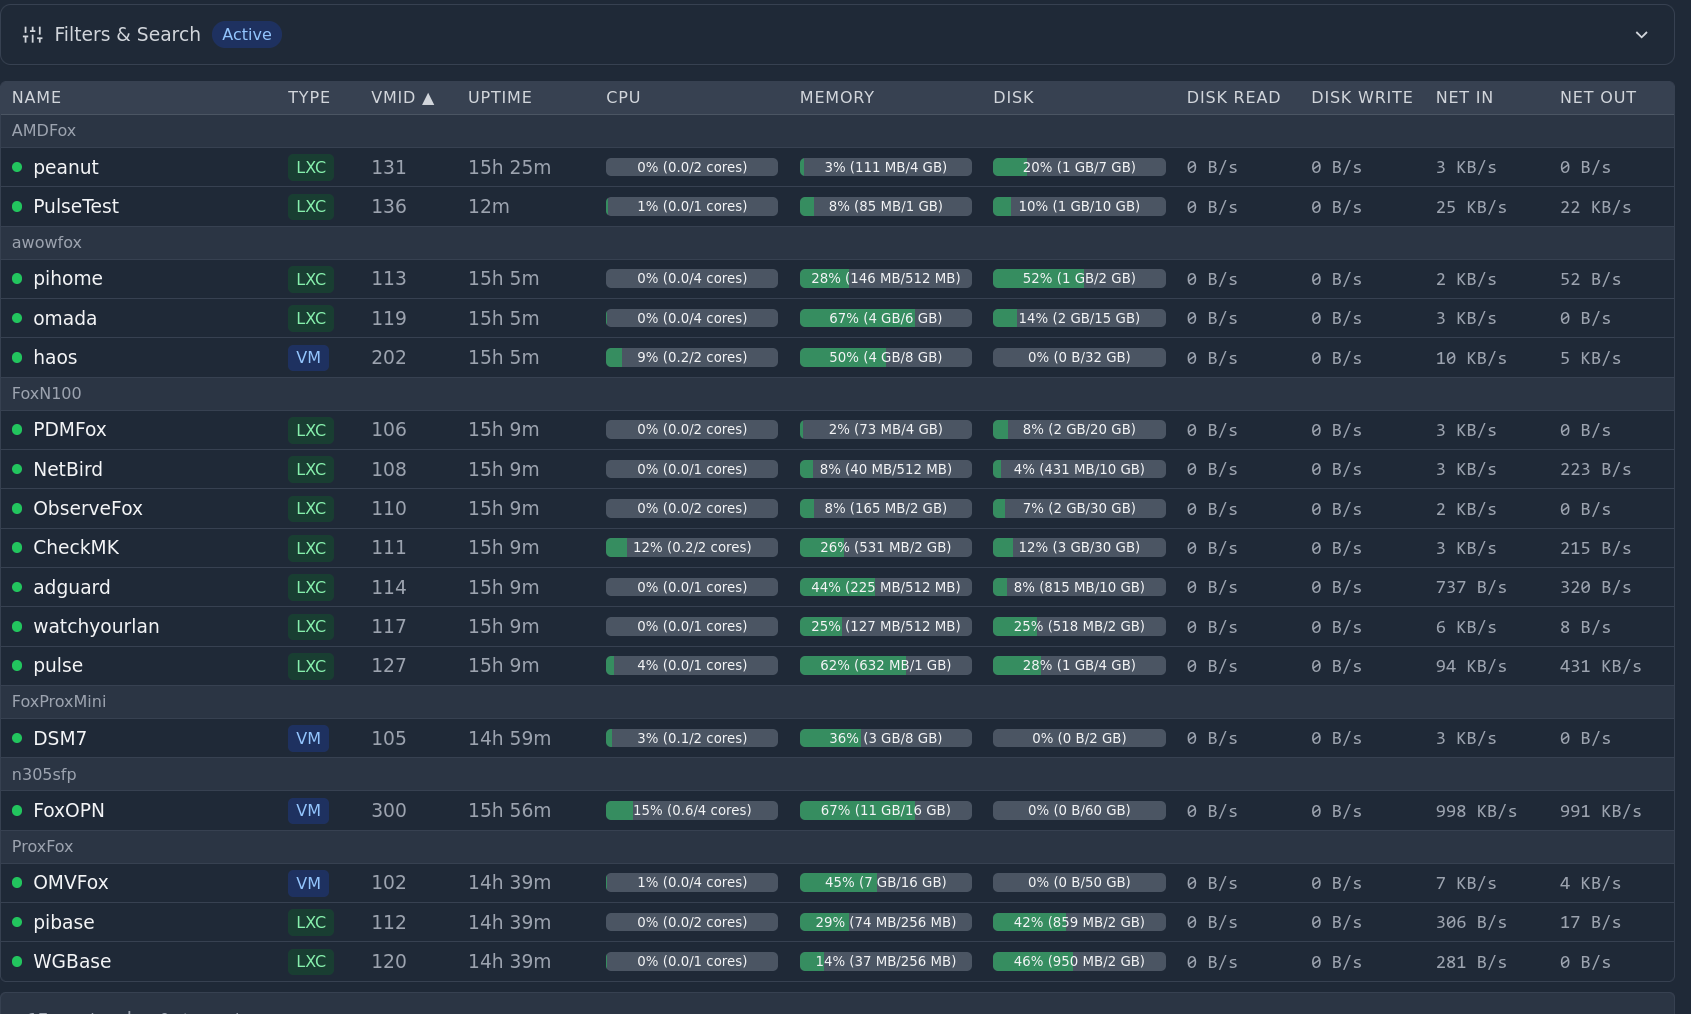 Filters & Search Active
NAME TYPE VMID ▲ UPTIME CPU MEMORY DISK DISK READ DISK WRITE NET IN NET OUT
AMDFox
peanut LXC 131 15h 25m 0% (0.0/2 cores) 3% (111 MB/4 GB) 20% (1 GB/7 GB) 0 B/s 0 B/s 3 KB/s 0 B/s
PulseTest LXC 136 12m 1% (0.0/1 cores) 8% (85 MB/1 GB) 10% (1 GB/10 GB) 0 B/s 0 B/s 25 KB/s 22 KB/s
awowfox
pihome LXC 113 15h 5m 0% (0.0/4 cores) 28% (146 MB/512 MB) 52% (1 GB/2 GB) 0 B/s 0 B/s 2 KB/s 52 B/s
omada LXC 119 15h 5m 0% (0.0/4 cores) 67% (4 GB/6 GB) 14% (2 GB/15 GB) 0 B/s 0 B/s 3 KB/s 0 B/s
haos VM 202 15h 5m 9% (0.2/2 cores) 50% (4 GB/8 GB) 0% (0 B/32 GB) 0 B/s 0 B/s 10 KB/s 5 KB/s
FoxN100
PDMFox LXC 106 15h 9m 0% (0.0/2 cores) 2% (73 MB/4 GB) 8% (2 GB/20 GB) 0 B/s 0 B/s 3 KB/s 0 B/s
NetBird LXC 108 15h 9m 0% (0.0/1 cores) 8% (40 MB/512 MB) 4% (431 MB/10 GB) 0 B/s 0 B/s 3 KB/s 223 B/s
ObserveFox LXC 110 15h 9m 0% (0.0/2 cores) 8% (165 MB/2 GB) 7% (2 GB/30 GB) 0 B/s 0 B/s 2 KB/s 0 B/s
CheckMK LXC 111 15h 9m 12% (0.2/2 cores) 26% (531 MB/2 GB) 12% (3 GB/30 GB) 0 B/s 0 B/s 3 KB/s 215 B/s
adguard LXC 114 15h 9m 0% (0.0/1 cores) 44% (225 MB/512 MB) 8% (815 MB/10 GB) 0 B/s 0 B/s 737 B/s 320 B/s
watchyourlan LXC 117 15h 9m 0% (0.0/1 cores) 25% (127 MB/512 MB) 25% (518 MB/2 GB) 0 B/s 0 B/s 6 KB/s 8 B/s
pulse LXC 127 15h 9m 4% (0.0/1 cores) 62% (632 MB/1 GB) 28% (1 GB/4 GB) 0 B/s 0 B/s 94 KB/s 431 KB/s
FoxProxMini
DSM7 VM 105 14h 59m 3% (0.1/2 cores) 36% (3 GB/8 GB) 0% (0 B/2 GB) 0 B/s 0 B/s 3 KB/s 0 B/s
n305sfp
FoxOPN VM 300 15h 56m 15% (0.6/4 cores) 67% (11 GB/16 GB) 0% (0 B/60 GB) 0 B/s 0 B/s 998 KB/s 991 KB/s
ProxFox
OMVFox VM 102 14h 39m 1% (0.0/4 cores) 45% (7 GB/16 GB) 0% (0 B/50 GB) 0 B/s 0 B/s 7 KB/s 4 KB/s
pibase LXC 112 14h 39m 0% (0.0/2 cores) 29% (74 MB/256 MB) 42% (859 MB/2 GB) 0 B/s 0 B/s 306 B/s 17 B/s
WGBase LXC 120 14h 39m 0% (0.0/1 cores) 14% (37 MB/256 MB) 46% (950 MB/2 GB) 0 B/s 0 B/s 281 B/s 0 B/s